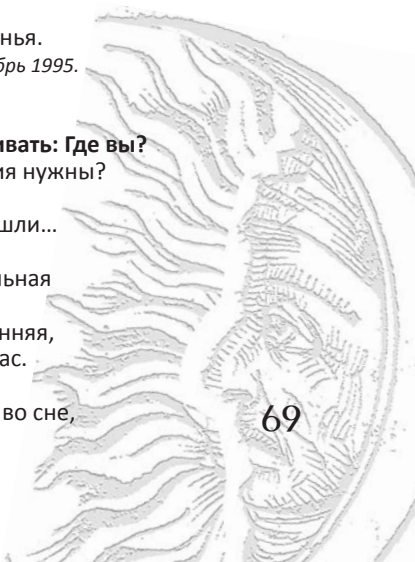 нья.
брь 1995.
ивать: Где вы?
ия нужны?
шли...
льная
нняя,
ас.
во сне,
69